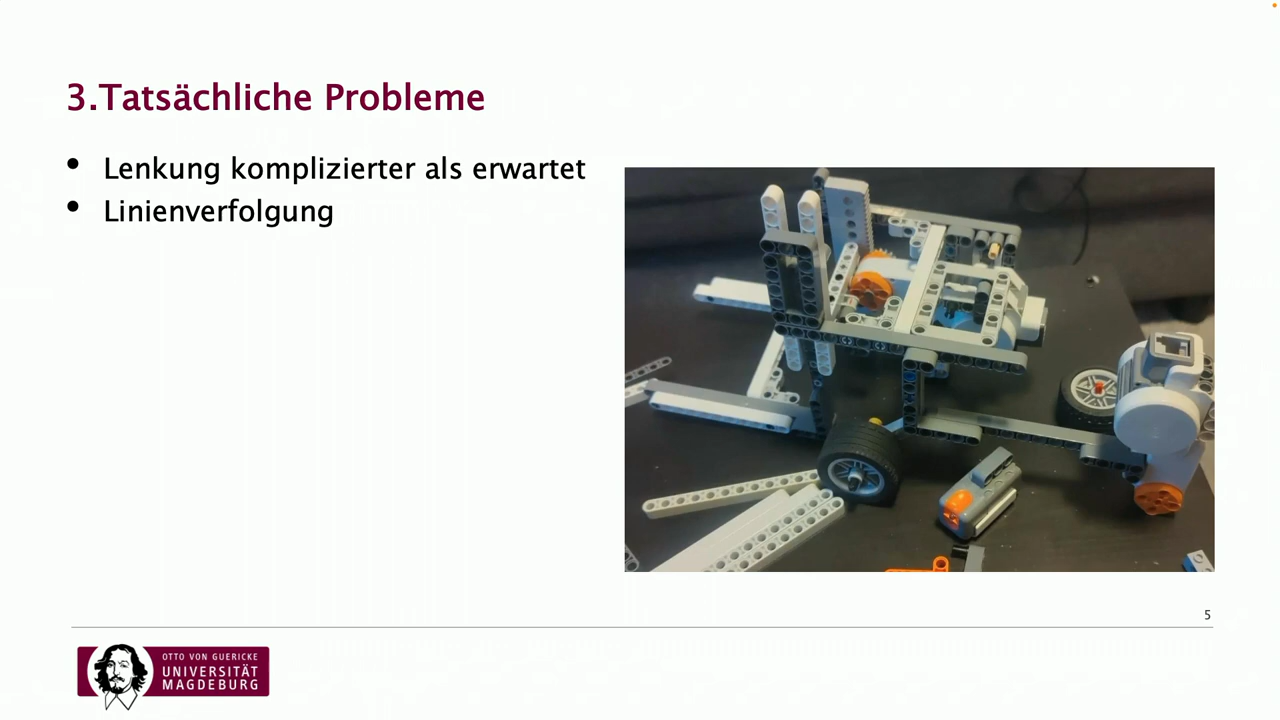 3.Tatsächliche Probleme
• Lenkung komplizierter als erwartet
• Linienverfolgung
5
OTTO VON GUERICKE
UNIVERSITÄT
MAGDEBURG